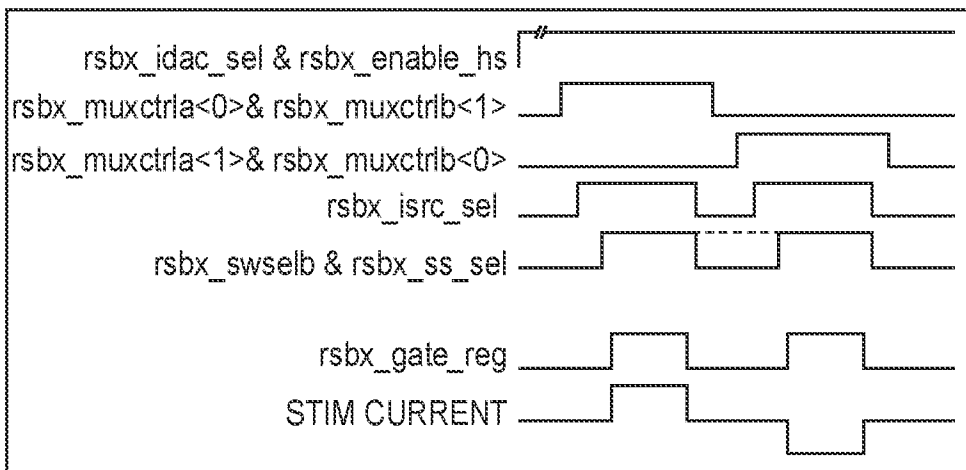 rsbx_idac_sel & rsbx_enable_hs
rsbx_muxctrla<0>& rsbx_muxctrlb<1>
rsbx_muxctrla<1>& rsbx_muxctrlb<0>
rsbx_isrc_sel
rsbx_swselb & rsbx_ss_sel
rsbx_gate_reg
STIM CURRENT